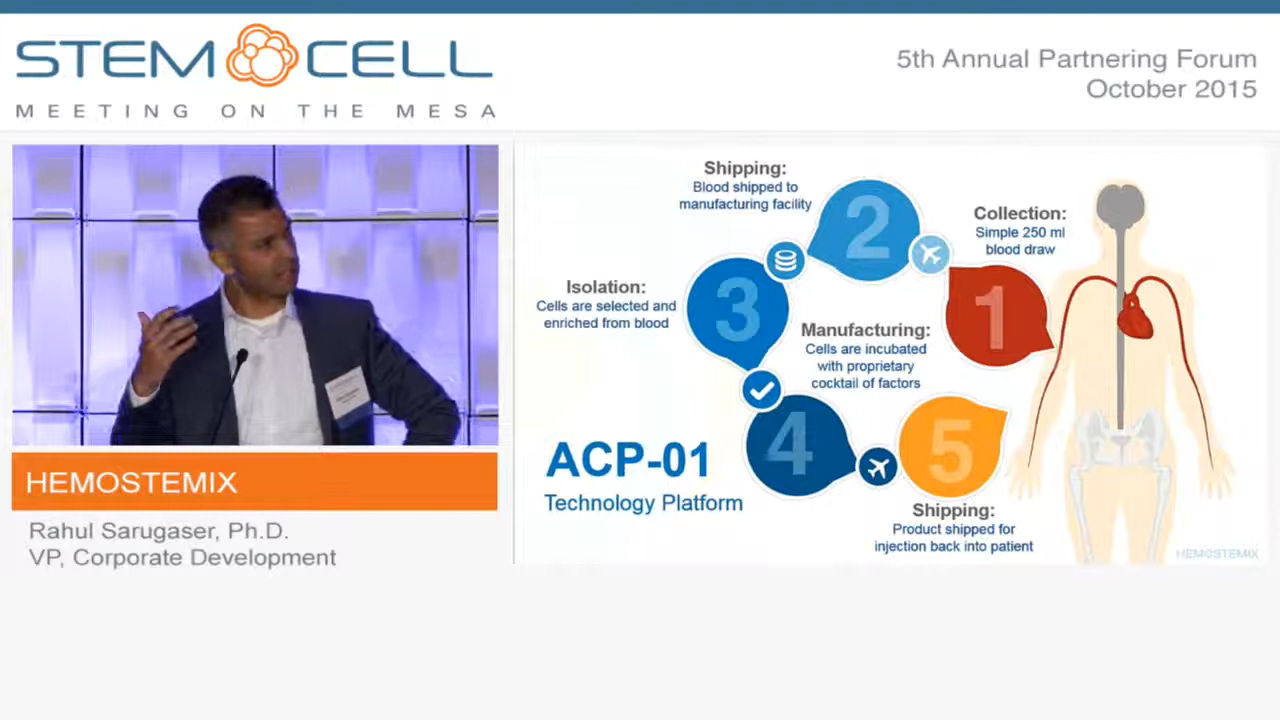 STEM CELL
MEETING ON THE MESA
5th Annual Partnering Forum
October 2015
HEMOSTEMIX
Rahul Sarugaser, Ph.D.
VP, Corporate Development
Collection:
Simple 250 ml
blood draw
1
Shipping:
Blood shipped to
manufacturing facility
2
Isolation:
Cells are selected and
enriched from blood
3
Manufacturing:
Cells are incubated
with proprietary
cocktail of factors
4
5
Shipping:
Product shipped for
injection back into patient
ACP-01
Technology Platform
HEMOSTEMIX